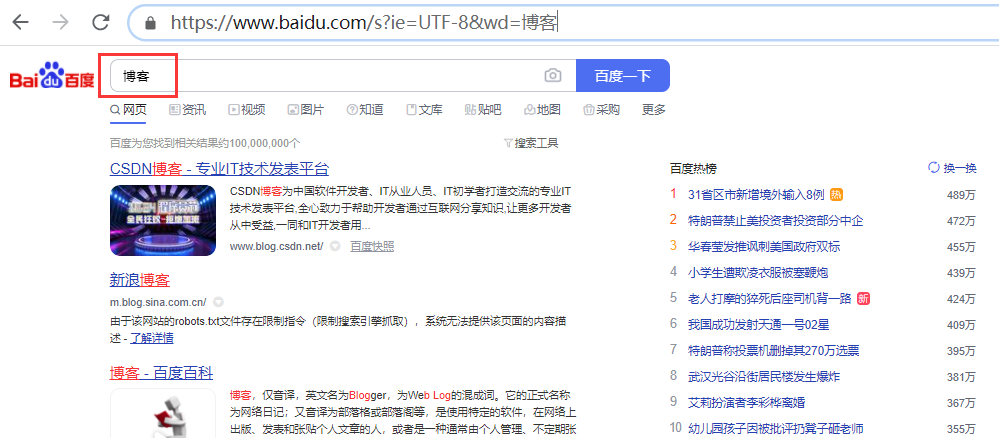 https://www.baidu.com/s?ie=UTF-8&wd=博客
Bai du 百度
博客
百度一下
网页 资讯 视频 图片 知道 文库 贴吧 地图 采购 更多
百度为您找到相关结果约100,000,000个
搜索工具
CSDN博客 - 专业IT技术发表平台
CSDN博客为中国软件开发者、IT从业人员、IT初学者打造交流的专业IT
技术发表平台,全心致力于帮助开发者通过互联网分享知识,让更多开发者
从中受益,一同和IT开发者用...
www.blog.csdn.net/ 百度快照
新浪博客
m.blog.sina.com.cn/
由于该网站的robots.txt文件存在限制指令（限制搜索引擎抓取），系统无法提供该页面的内容描
述 - 了解详情
博客 - 百度百科
博客，仅音译，英文名为Blogger，为Web Log的混成词。它的正式名称
为网络日记；又音译为部落格或部落阁等，是使用特定的软件，在网络上
出版、发表和张贴个人文章的人，或者是一种通常由个人管理、不定期张
百度热榜 换一换
1 31省区市新增境外输入8例 热 489万
2 特朗普禁止美投资者投资部分中企 472万
3 华春莹发推讽刺美国政府双标 455万
4 小学生遭欺凌衣服被塞鞭炮 439万
5 老人打摩的猝死后座司机背一路 新 424万
6 我国成功发射天通一号02星 409万
7 特朗普称投票机删掉其270万选票 395万
8 武汉光谷沿街居民楼发生爆炸 381万
9 艾莉扮演者李彩桦离婚 367万
10 幼儿园孩子因被批评扔凳子砸老师 355万